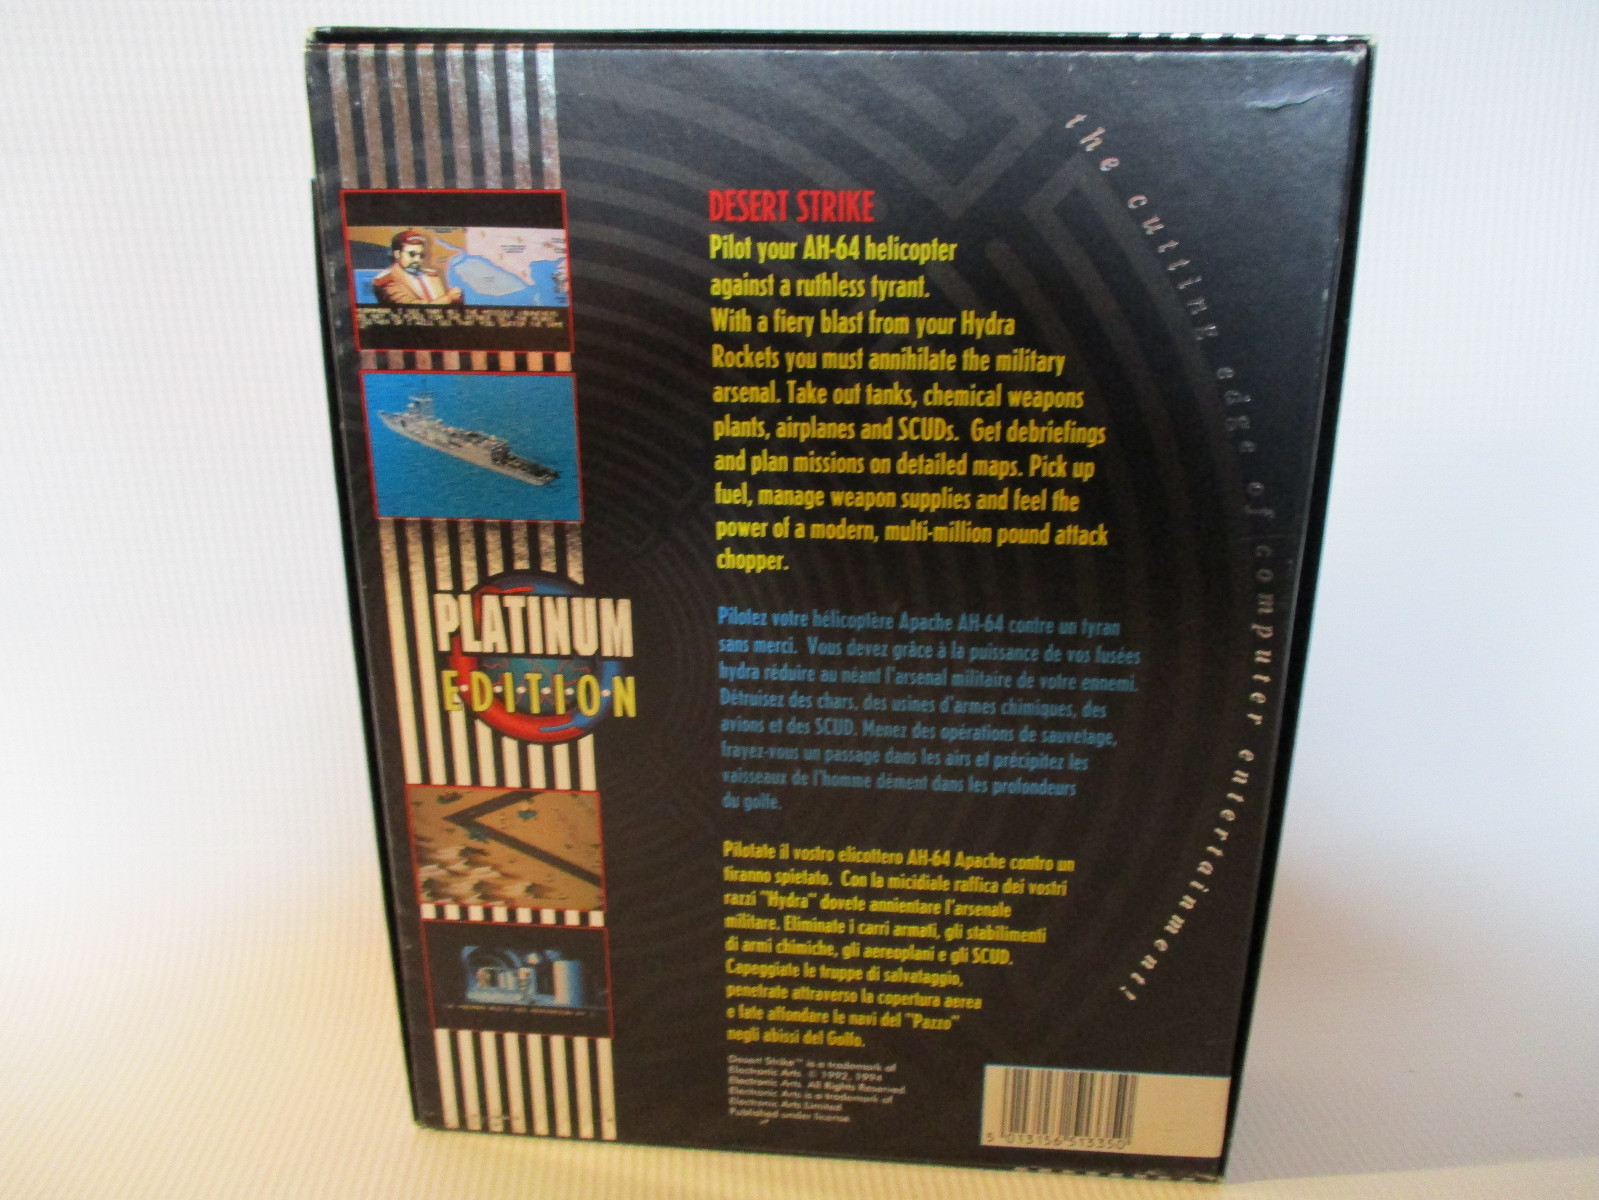 the cutting edge of computer entertainment!
DESERT STRIKE
Pilot your AH-64 helicopter
against a ruthless tyrant.
With a fiery blast from your Hydra
Rockets you must annihilate the military
arsenal. Take out tanks, chemical weapons
plants, airplanes and SCUDs. Get debriefings
and plan missions on detailed maps. Pick up
fuel, manage weapon supplies and feel the
power of a modern, multi-million pound attack
chopper.
PLATINUM
E·D·I·T·I·O·N
Pilotez votre hélicoptère Apache AH-64 contre un tyran
sans merci. Vous devez grâce à la puissance de vos fusées
hydra réduire au néant l'arsenal militaire de votre ennemi.
Détruisez des chars, des usines d'armes chimiques, des
avions et des SCUD. Menez des opérations de sauvetage,
frayez-vous un passage dans les airs et précipitez les
vaisseaux de l'homme dément dans les profondeurs
du golfe.
Pilotate il vostro elicottero AH-64 Apache contro un
tiranno spietato. Con la micidiale raffica dei vostri
razzi "Hydra" dovete annientare l'arsenale
militare. Eliminate i carri armati, gli stabilimenti
di armi chimiche, gli aereoplani e gli SCUD.
Capeggiate le truppe di salvataggio,
penetrate attraverso la copertura aerea
e fate affondare le navi del "Pazzo"
negli abissi del Golfo.
Desert Strike™ is a trademark of
Electronic Arts. © 1992, 1994
Electronic Arts. All Rights Reserved.
Electronic Arts is a trademark of
Electronic Arts Limited.
Published under license.
5 013156 513350